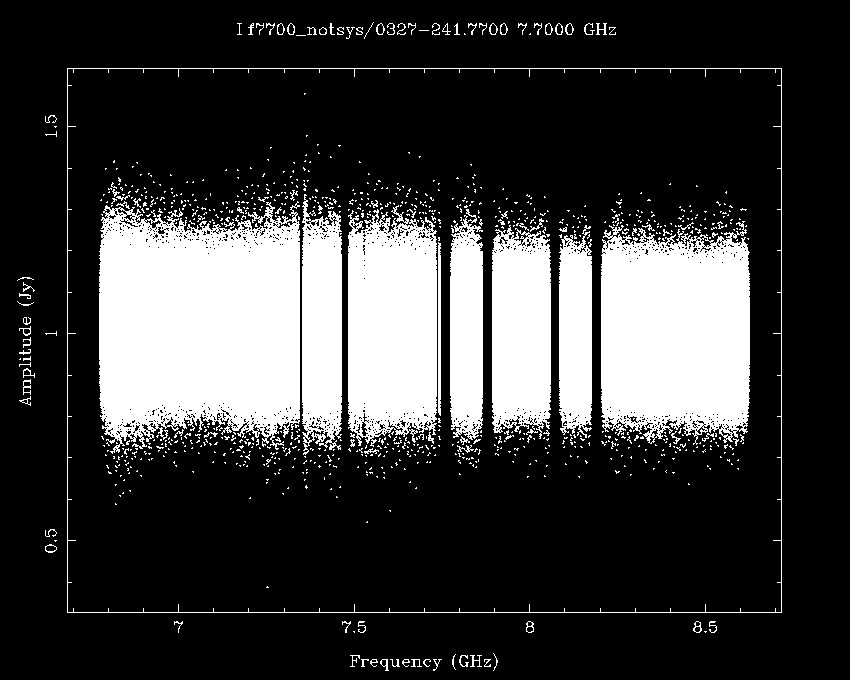 I f7700_notsys/0327-241.7700 7.7000 GHz
1.5
1
0.5
Amplitude (Jy)
7 7.5 8 8.5
Frequency (GHz)